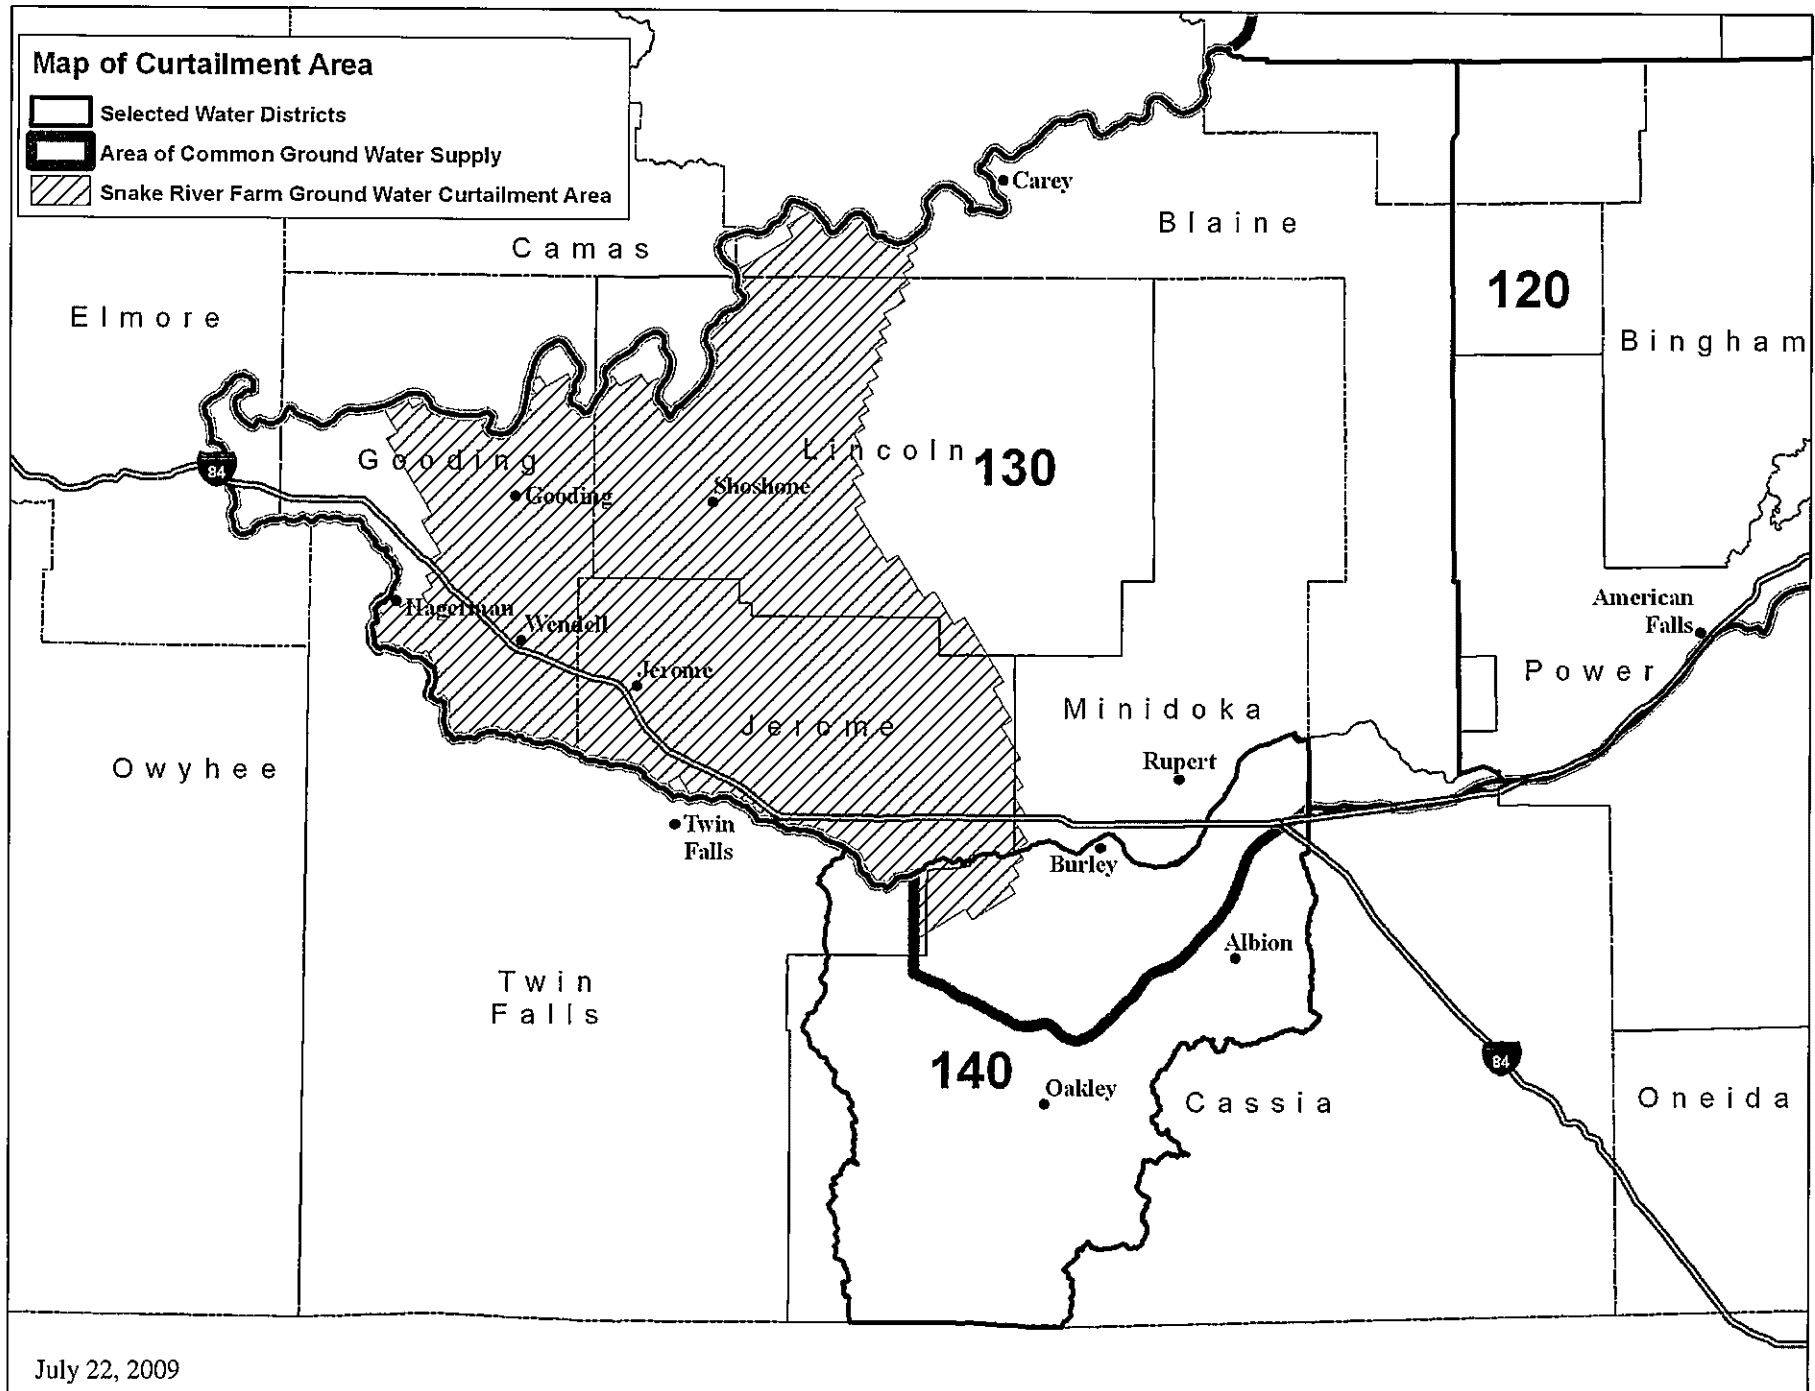 Map of Curtailment Area
Selected Water Districts
Area of Common Ground Water Supply
Snake River Farm Ground Water Curtailment Area
Carey
Blaine
Camas
120
Elmore
Bingham
Lincoln
130
Gooding
84
Gooding
Shoshone
American
Falls
Hagerman
Wendell
Jerome
Power
Minidoka
Jerome
Owyhee
Rupert
Twin
Falls
Burley
Albion
Twin
Falls
140
84
Oakley
Cassia
Oneida
July 22, 2009